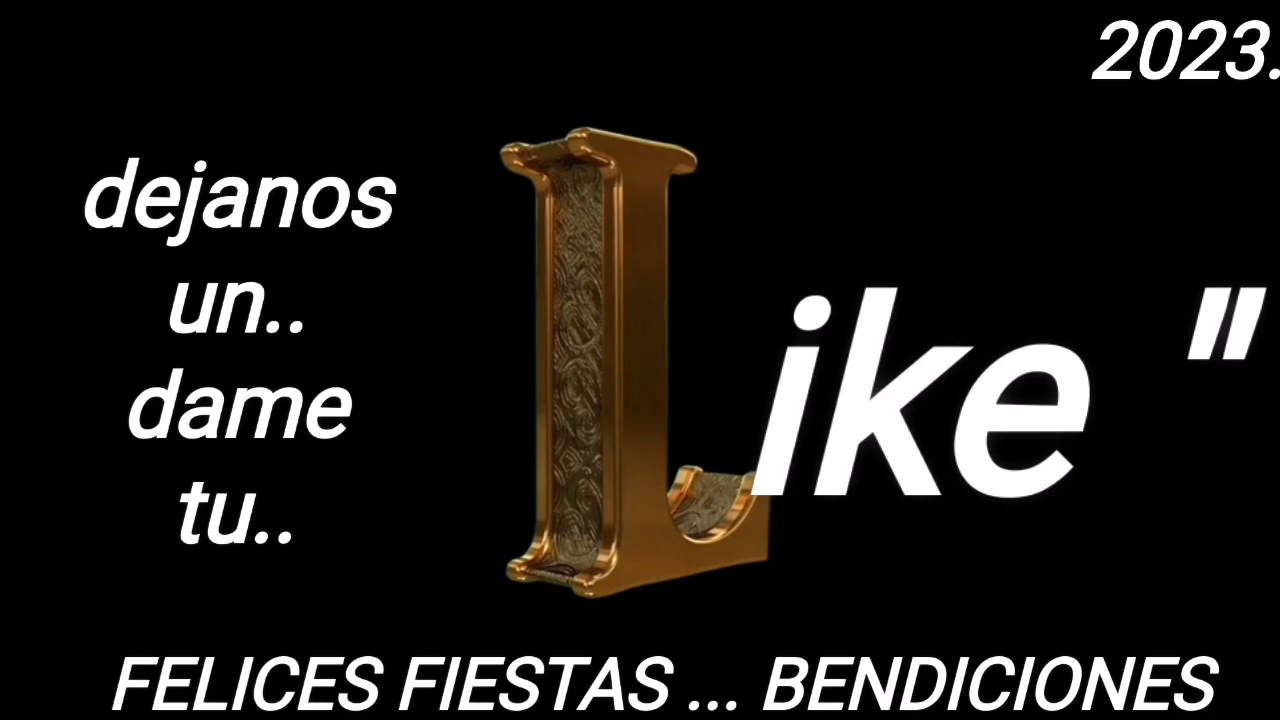 2023.
dejanos
un..
dame
tu..
Like "
FELICES FIESTAS ... BENDICIONES